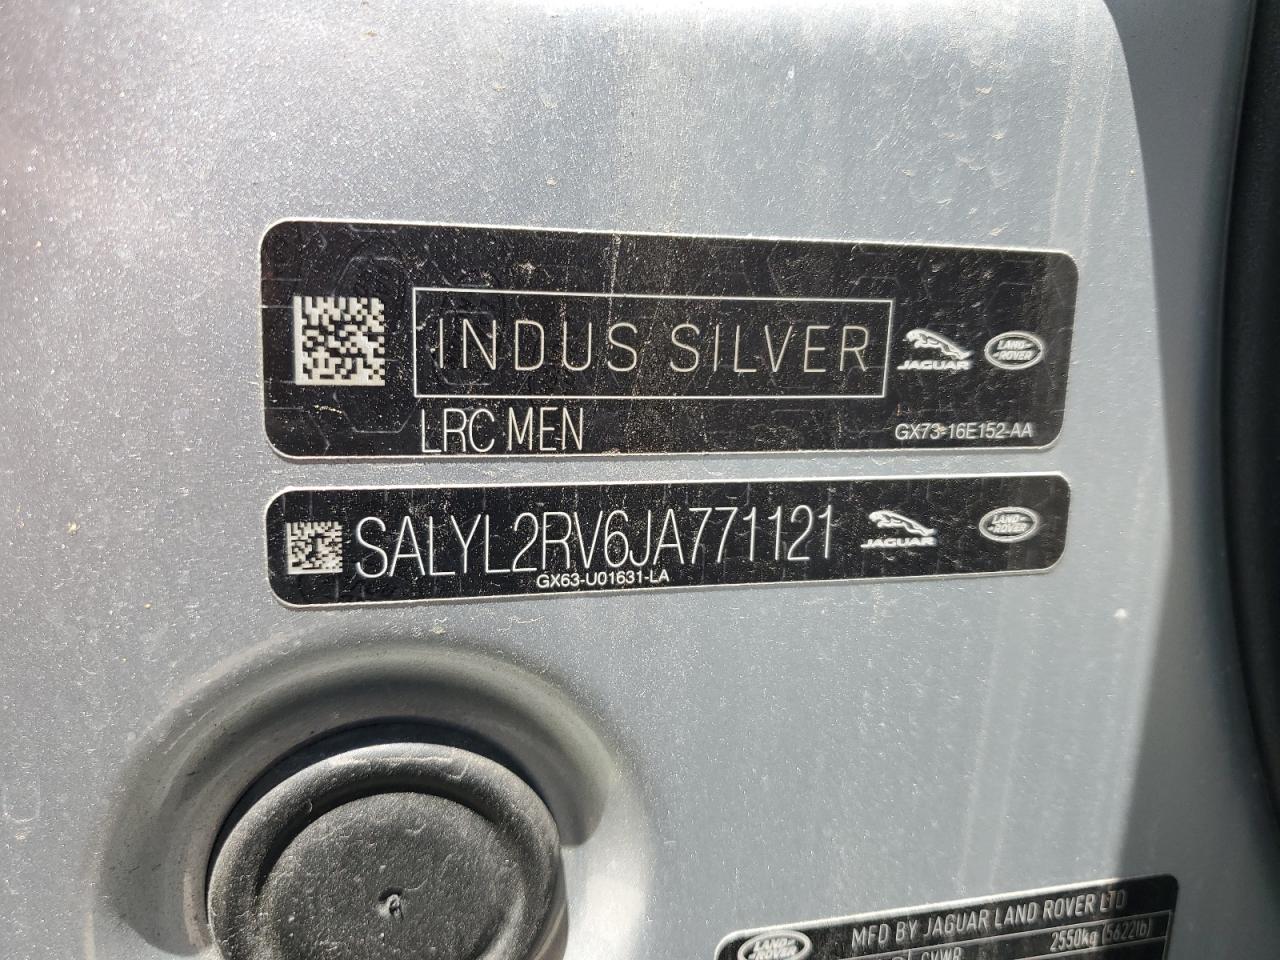 INDUS SILVER
JAGUAR
LAND-
-ROVER
LRC MEN
GX73-16E152-AA
SALYL2RV6JA771121
JAGUAR
LAND-
-ROVER
GX63-U01631-LA
LAND-
MFD BY JAGUAR LAND ROVER LTD
GVWR 2550kg (5622lb)